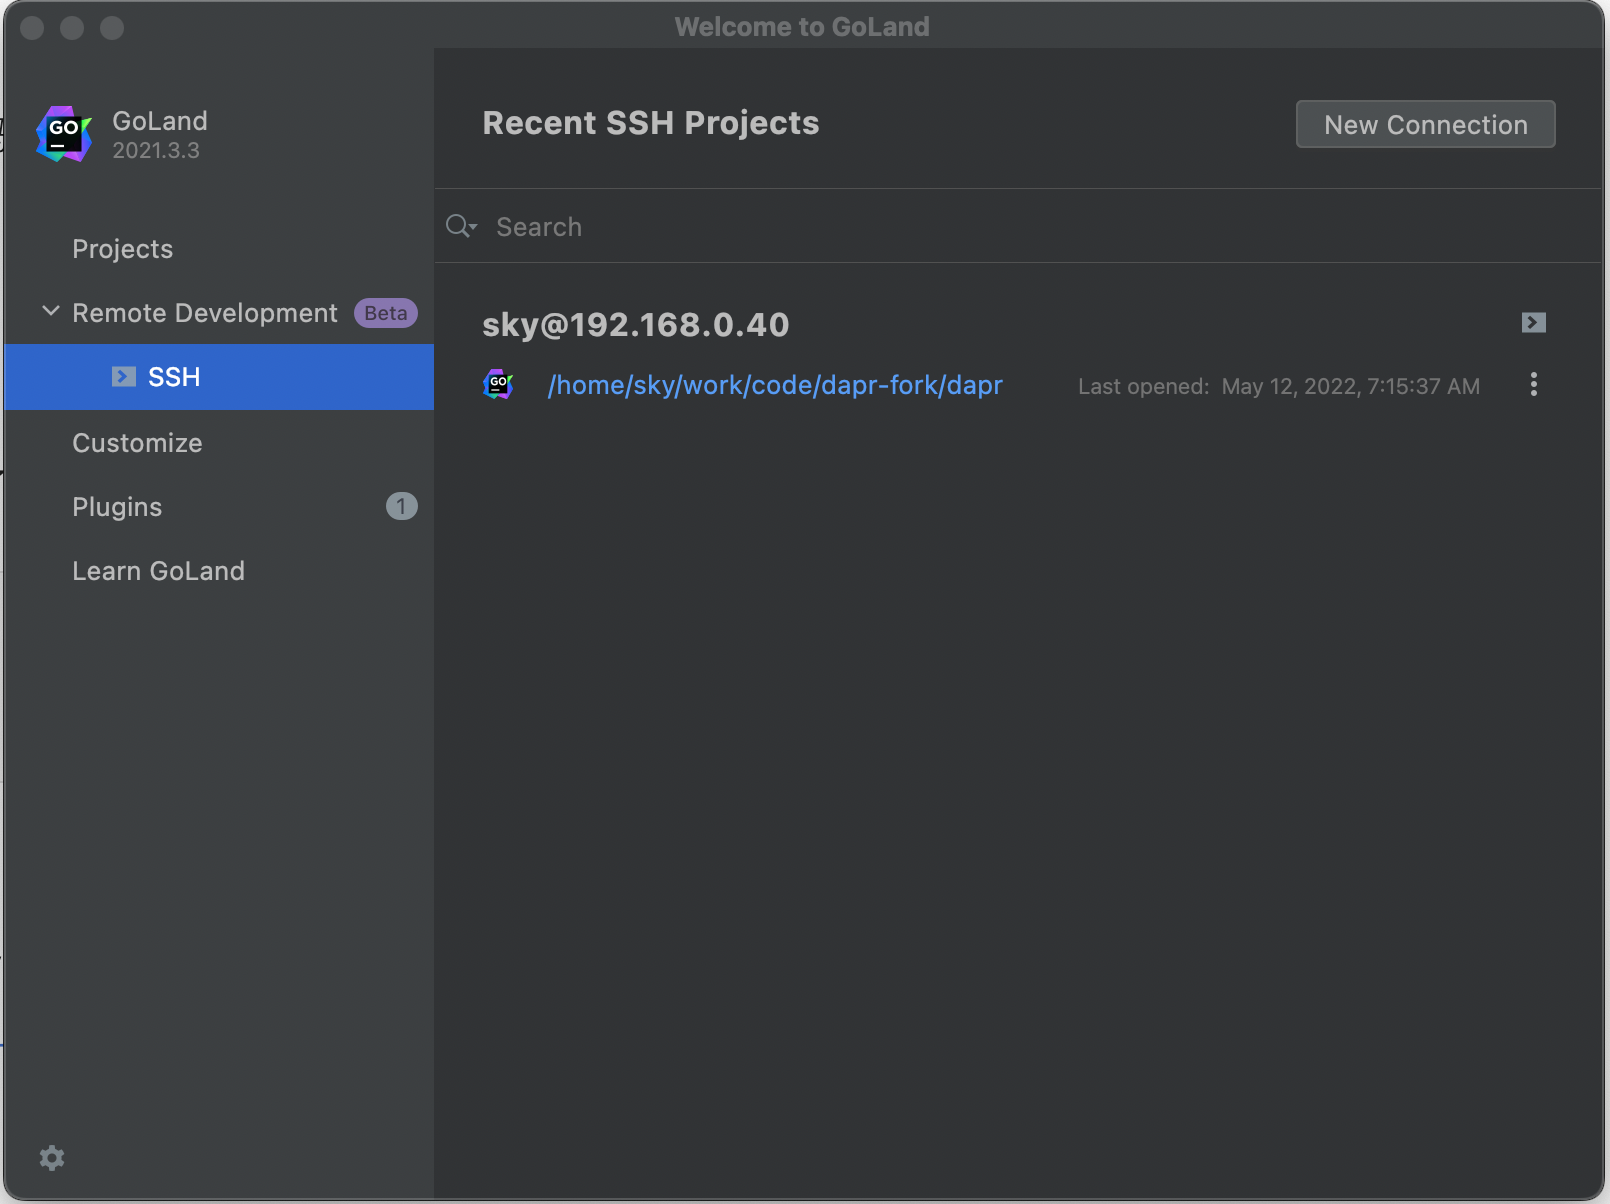 Welcome to GoLand
GO
GoLand
2021.3.3
Projects
Remote Development Beta
SSH
Customize
Plugins 1
Learn GoLand
Recent SSH Projects
New Connection
Search
sky@192.168.0.40
GO /home/sky/work/code/dapr-fork/dapr Last opened: May 12, 2022, 7:15:37 AM